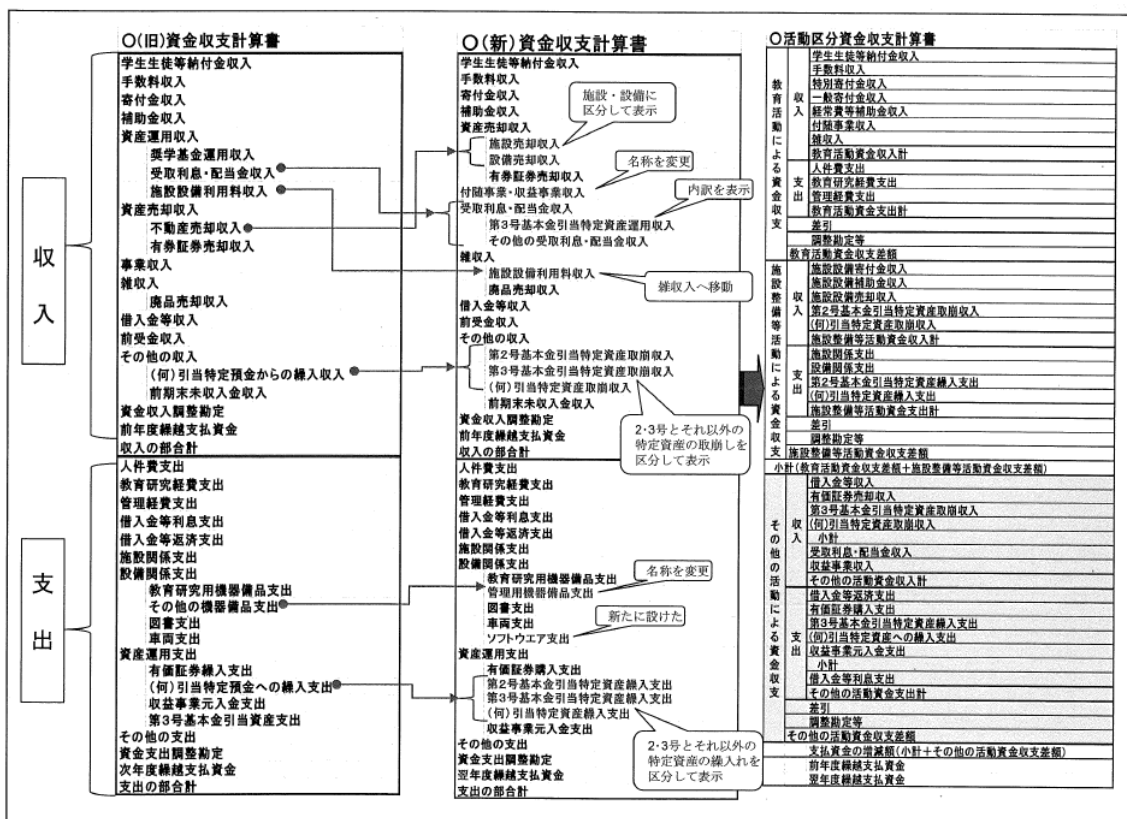 収入
支出
〇(旧)資金収支計算書
学生生徒等納付金収入
手数料収入
寄付金収入
補助金収入
資産運用収入
奨学基金運用収入
受取利息・配当金収入
施設設備利用料収入
資産売却収入
不動産売却収入
有券証券売却収入
事業収入
雑収入
廃品売却収入
借入金等収入
前受金収入
その他の収入
(何)引当特定預金からの繰入収入
前期末未収入金収入
資金収入調整勘定
前年度繰越支払資金
収入の部合計
人件費支出
教育研究経費支出
管理経費支出
借入金等利息支出
借入金等返済支出
施設関係支出
設備関係支出
教育研究用機器備品支出
その他の機器備品支出
図書支出
車両支出
資産運用支出
有価証券繰入支出
(何)引当特定預金への繰入支出
収益事業元入金支出
第3号基本金引当資産支出
その他の支出
資金支出調整勘定
次年度繰越支払資金
支出の部合計
〇(新)資金収支計算書
学生生徒等納付金収入
手数料収入
寄付金収入
補助金収入
資産売却収入
施設売却収入
設備売却収入
有券証券売却収入
付随事業・収益事業収入
受取利息・配当金収入
第3号基本金引当特定資産運用収入
その他の受取利息・配当金収入
雑収入
施設設備利用料収入
廃品売却収入
借入金等収入
前受金収入
その他の収入
第2号基本金引当特定資産取崩収入
第3号基本金引当特定資産取崩収入
(何)引当特定資産取崩収入
前期末未収入金収入
資金収入調整勘定
前年度繰越支払資金
収入の部合計
人件費支出
教育研究経費支出
管理経費支出
借入金等利息支出
借入金等返済支出
施設関係支出
設備関係支出
教育研究用機器備品支出
管理用機器備品支出
図書支出
車両支出
ソフトウエア支出
資産運用支出
有価証券購入支出
第2号基本金引当特定資産繰入支出
第3号基本金引当特定資産繰入支出
(何)引当特定資産繰入支出
収益事業元入金支出
その他の支出
資金支出調整勘定
翌年度繰越支払資金
支出の部合計
施設・設備に
区分して表示
名称を変更
内訳を表示
雑収入へ移動
2・3号とそれ以外の
特定資産の取崩しを
区分して表示
名称を変更
新たに設けた
2・3号とそれ以外の
特定資産の繰入れを
区分して表示
〇活動区分資金収支計算書
教育活動による資金収支
収入
学生生徒等納付金収入
手数料収入
特別寄付金収入
一般寄付金収入
経常費等補助金収入
付随事業収入
雑収入
教育活動資金収入計
支出
人件費支出
教育研究経費支出
管理経費支出
教育活動資金支出計
差引
調整勘定等
教育活動資金収支差額
施設整備等活動による資金収支
収入
施設設備寄付金収入
施設設備補助金収入
施設設備売却収入
第2号基本金引当特定資産取崩収入
(何)引当特定資産取崩収入
施設整備等活動資金収入計
支出
施設関係支出
設備関係支出
第2号基本金引当特定資産繰入支出
(何)引当特定資産繰入支出
施設整備等活動資金支出計
差引
調整勘定等
施設整備等活動資金収支差額
小計(教育活動資金収支差額+施設整備等活動資金収支差額)
その他の活動による資金収支
収入
借入金等収入
有価証券売却収入
第3号基本金引当特定資産取崩収入
(何)引当特定資産取崩収入
小計
受取利息・配当金収入
収益事業収入
その他の活動資金収入計
支出
借入金等返済支出
有価証券購入支出
第3号基本金引当特定資産繰入支出
(何)引当特定資産への繰入支出
収益事業元入金支出
小計
借入金等利息支出
その他の活動資金支出計
差引
調整勘定等
その他の活動資金収支差額
支払資金の増減額(小計+その他の活動資金収支差額)
前年度繰越支払資金
翌年度繰越支払資金